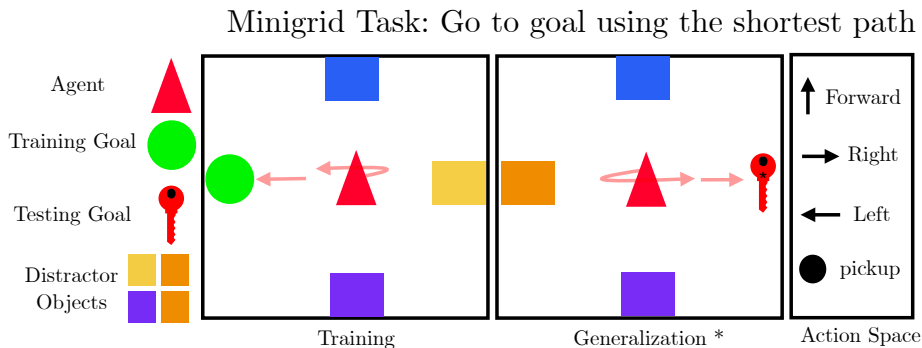 Minigrid Task: Go to goal using the shortest path
Agent
Training Goal
Testing Goal
Distractor
Objects
Forward
Right
Left
pickup
Training
Generalization *
Action Space